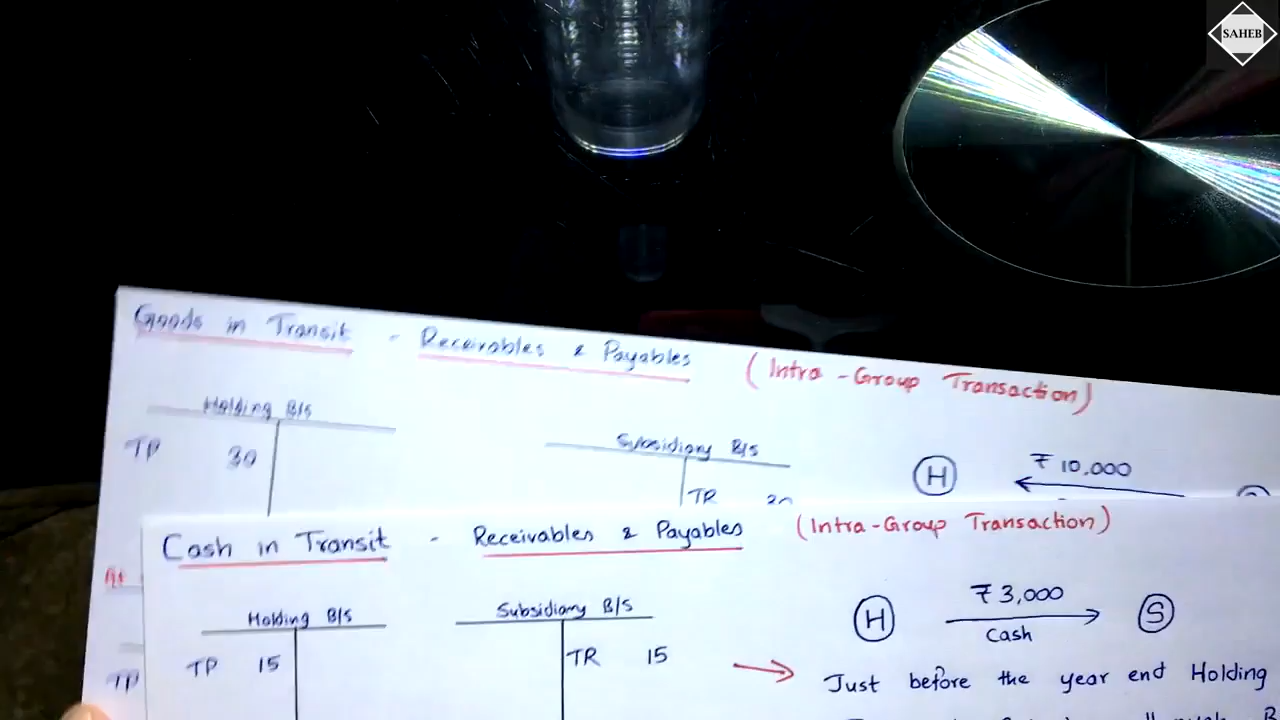 SAHEB
Goods in Transit - Receivables & Payables (Intra-Group Transaction)
Holding B/S
Subsidiary B/S
TP 30
TR
H ₹ 10,000
Cash in Transit - Receivables & Payables (Intra-Group Transaction)
Holding B/S
Subsidiary B/S
TP 15
TR 15
H ₹ 3,000 S
Cash
Just before the year end Holding
TP